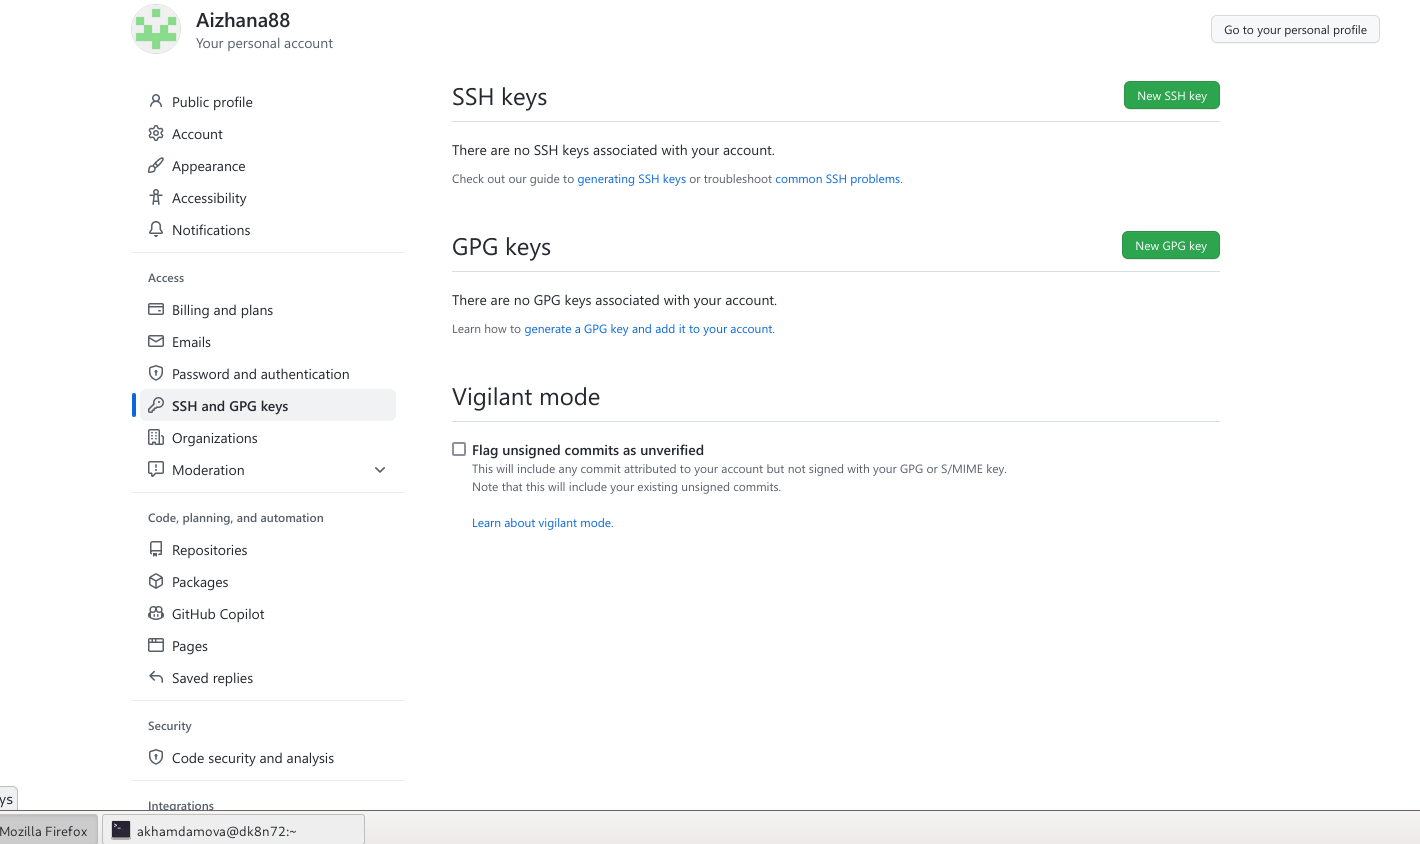 Aizhana88
Your personal account
Go to your personal profile
Public profile
Account
Appearance
Accessibility
Notifications
Access
Billing and plans
Emails
Password and authentication
SSH and GPG keys
Organizations
Moderation
Code, planning, and automation
Repositories
Packages
GitHub Copilot
Pages
Saved replies
Security
Code security and analysis
Integrations
SSH keys
New SSH key
There are no SSH keys associated with your account.
Check out our guide to generating SSH keys or troubleshoot common SSH problems.
GPG keys
New GPG key
There are no GPG keys associated with your account.
Learn how to generate a GPG key and add it to your account.
Vigilant mode
Flag unsigned commits as unverified
This will include any commit attributed to your account but not signed with your GPG or S/MIME key.
Note that this will include your existing unsigned commits.
Learn about vigilant mode.
ys
Mozilla Firefox
akhamdamova@dk8n72:~